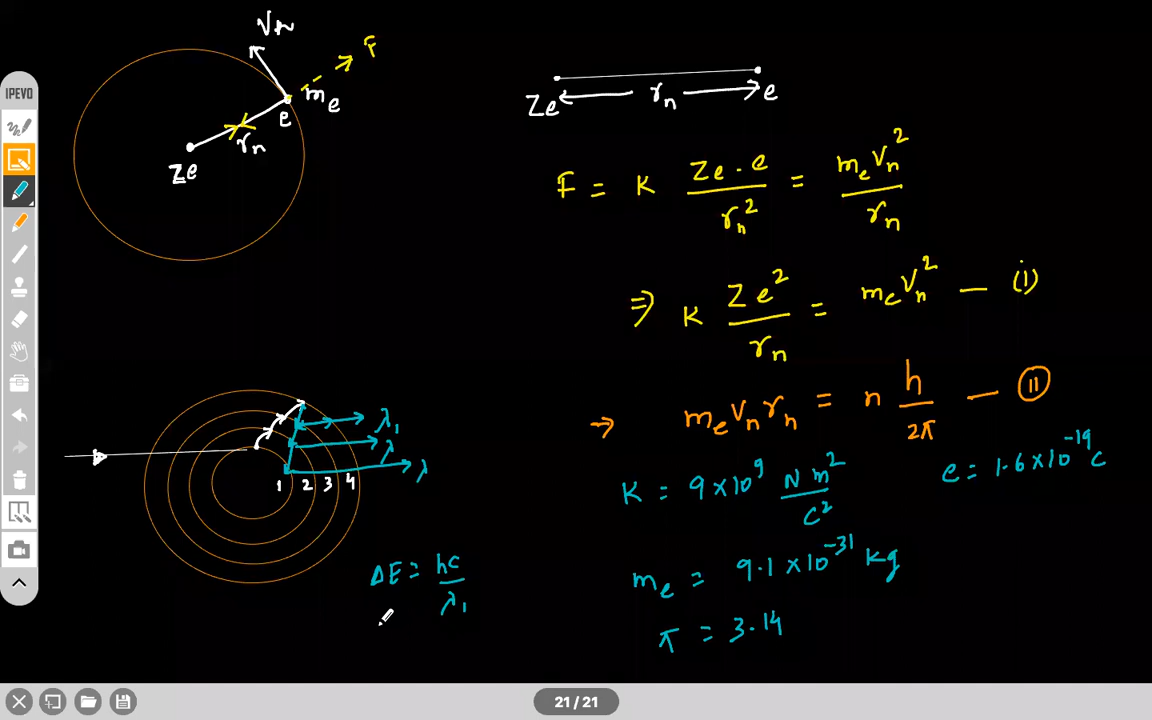 IPEVO
Vn
F
me
e
rn
Ze
Ze rn e
F = K Ze · e / rn² = me Vn² / rn
⇒ K Ze² / rn = me Vn² — (i)
→ me Vn rn = n h / 2π — (II)
K = 9×10⁹ N m² / C²
e = 1.6×10⁻¹⁹ C
me = 9.1×10⁻³¹ kg
π = 3.14
λ₁
λ
λ
1 2 3 4
ΔE = hc / λ₁
21/21